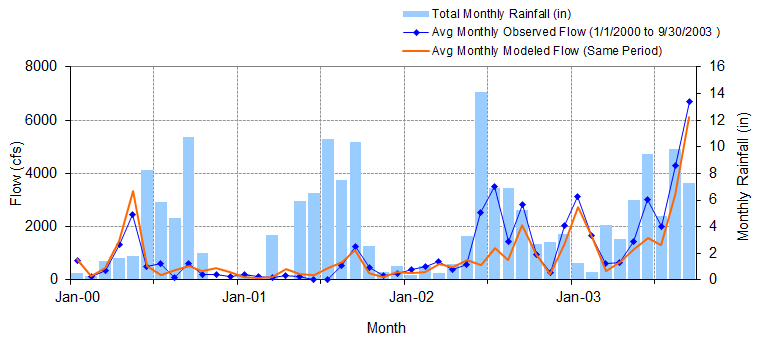 Total Monthly Rainfall (in)
Avg Monthly Observed Flow (1/1/2000 to 9/30/2003 )
Avg Monthly Modeled Flow (Same Period)
8000
6000
4000
2000
0
Flow (cfs)
16
14
12
10
8
6
4
2
0
Monthly Rainfall (in)
Jan-00
Jan-01
Jan-02
Jan-03
Month